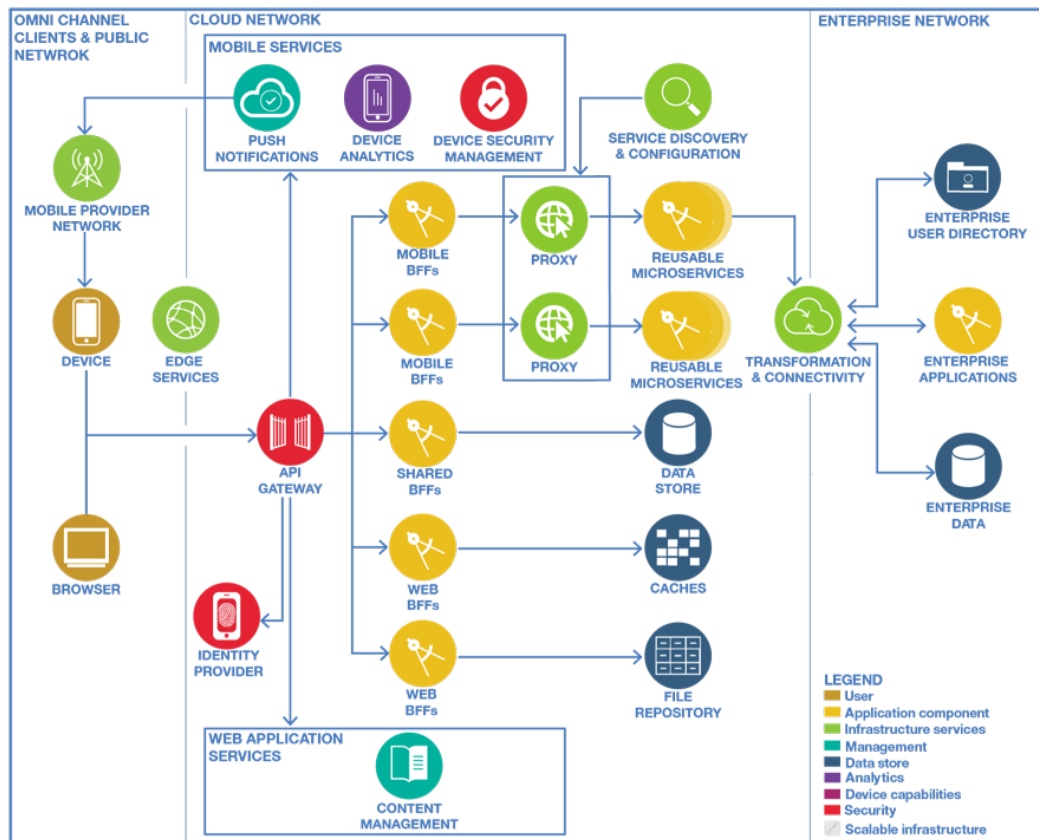 OMNI CHANNEL
CLIENTS & PUBLIC
NETWROK
CLOUD NETWORK
ENTERPRISE NETWORK
MOBILE SERVICES
PUSH
NOTIFICATIONS
DEVICE
ANALYTICS
DEVICE SECURITY
MANAGEMENT
SERVICE DISCOVERY
& CONFIGURATION
MOBILE PROVIDER
NETWORK
MOBILE
BFFs
PROXY
REUSABLE
MICROSERVICES
ENTERPRISE
USER DIRECTORY
DEVICE
EDGE
SERVICES
MOBILE
BFFs
PROXY
REUSABLE
MICROSERVICES
TRANSFORMATION
& CONNECTIVITY
ENTERPRISE
APPLICATIONS
API
GATEWAY
SHARED
BFFs
DATA
STORE
ENTERPRISE
DATA
BROWSER
WEB
BFFs
CACHES
IDENTITY
PROVIDER
WEB
BFFs
FILE
REPOSITORY
WEB APPLICATION
SERVICES
CONTENT
MANAGEMENT
LEGEND
User
Application component
Infrastructure services
Management
Data store
Analytics
Device capabilities
Security
Scalable infrastructure